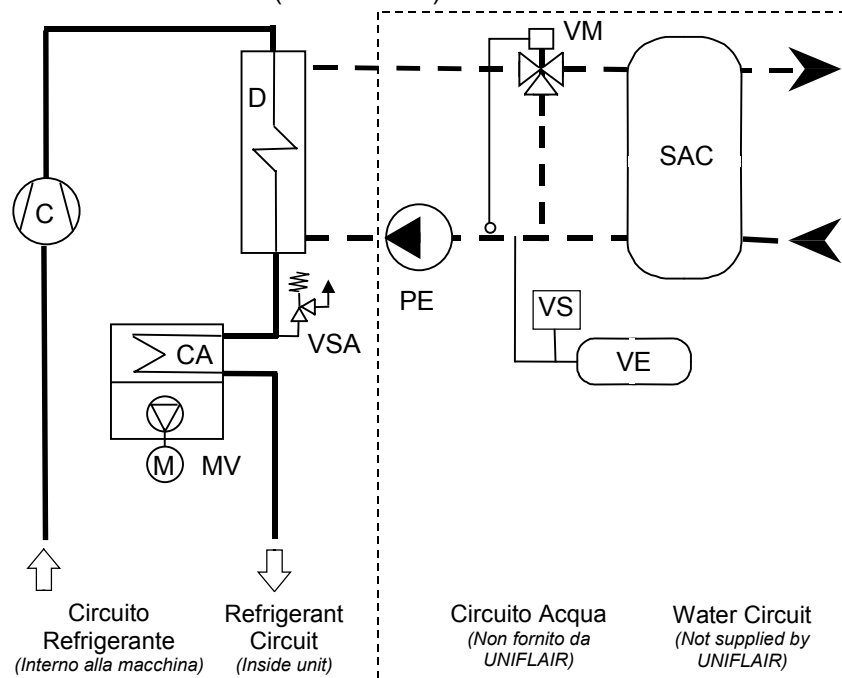 VM
D
SAC
C
PE
VS
VSA
CA
VE
M
MV
Circuito
Refrigerante
(Interno alla macchina)
Refrigerant
Circuit
(Inside unit)
Circuito Acqua
(Non fornito da
UNIFLAIR)
Water Circuit
(Not supplied by
UNIFLAIR)